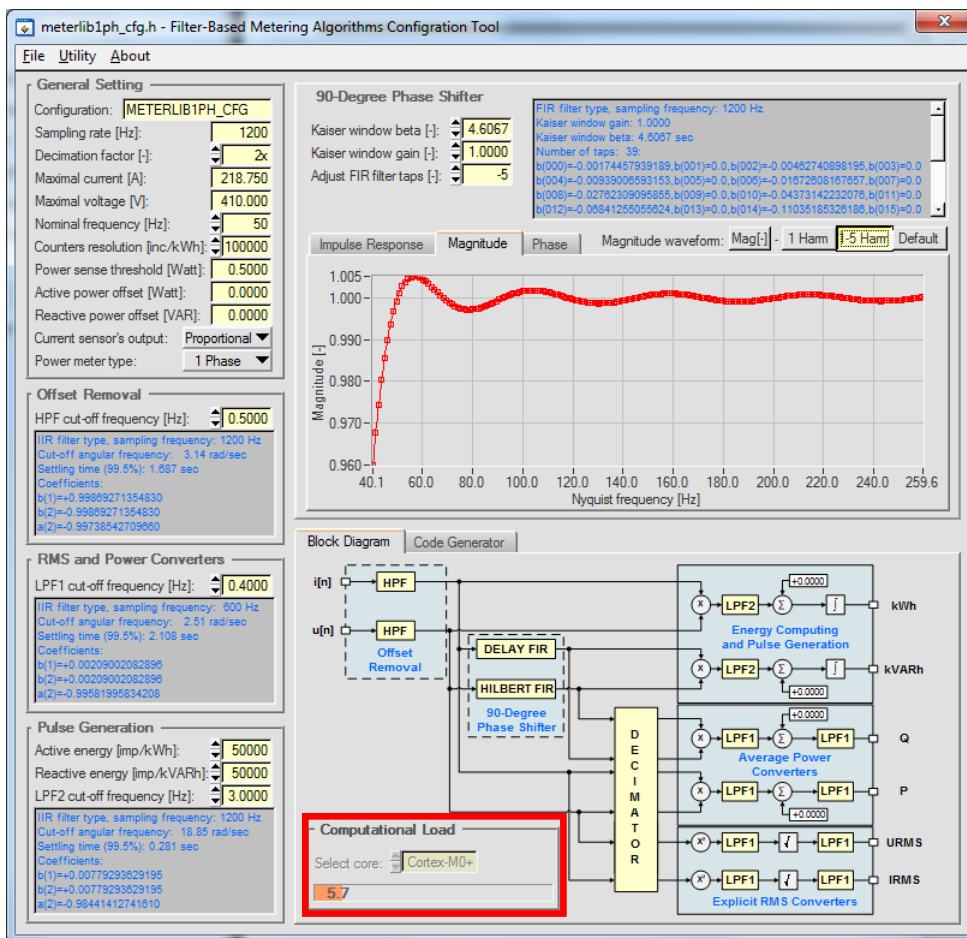 meterlib1ph_cfg.h - Filter-Based Metering Algorithms Configration Tool
File Utility About
General Setting
Configuration: METERLIB1PH_CFG
Sampling rate [Hz]: 1200
Decimation factor [-]: 2x
Maximal current [A]: 218.750
Maximal voltage [V]: 410.000
Nominal frequency [Hz]: 50
Counters resolution [inc/kWh]: 100000
Power sense threshold [Watt]: 0.5000
Active power offset [Watt]: 0.0000
Reactive power offset [VAR]: 0.0000
Current sensor's output: Proportional
Power meter type: 1 Phase
Offset Removal
HPF cut-off frequency [Hz]: 0.5000
IIR filter type, sampling frequency: 1200 Hz
Cut-off angular frequency: 3.14 rad/sec
Settling time (99.5%): 1.687 sec
Coefficients:
b(1)=+0.99869271354830
b(2)=-0.99869271354830
a(2)=-0.99738542709660
RMS and Power Converters
LPF1 cut-off frequency [Hz]: 0.4000
IIR filter type, sampling frequency: 600 Hz
Cut-off angular frequency: 2.51 rad/sec
Settling time (99.5%): 2.108 sec
Coefficients:
b(1)=+0.00209002082896
b(2)=+0.00209002082896
a(2)=-0.99581995834208
Pulse Generation
Active energy [imp/kWh]: 50000
Reactive energy [imp/kVARh]: 50000
LPF2 cut-off frequency [Hz]: 3.0000
IIR filter type, sampling frequency: 1200 Hz
Cut-off angular frequency: 18.85 rad/sec
Settling time (99.5%): 0.281 sec
Coefficients:
b(1)=+0.00779293629195
b(2)=+0.00779293629195
a(2)=-0.98441412741610
90-Degree Phase Shifter
Kaiser window beta [-]: 4.6067
Kaiser window gain [-]: 1.0000
Adjust FIR filter taps [-]: -5
FIR filter type, sampling frequency: 1200 Hz
Kaiser window gain: 1.0000
Kaiser window beta: 4.6067 sec
Number of taps: 39:
b(000)=-0.00174457939189,b(001)=0.0,b(002)=-0.00462740898195,b(003)=0.0
b(004)=-0.00939006593153,b(005)=0.0,b(006)=-0.01672608167657,b(007)=0.0
b(008)=-0.02762309095855,b(009)=0.0,b(010)=-0.04373142232076,b(011)=0.0
b(012)=-0.06841255055624,b(013)=0.0,b(014)=-0.11035185326186,b(015)=0.0
Impulse Response Magnitude Phase Magnitude waveform: Mag[-] - 1 Harm -5 Harm Default
1.005
1.000
0.990
0.980
0.970
0.960
Magnitude [-]
40.1 60.0 80.0 100.0 120.0 140.0 160.0 180.0 200.0 220.0 240.0 259.6
Nyquist frequency [Hz]
Block Diagram Code Generator
i[n] HPF
u[n] HPF
Offset
Removal
DELAY FIR
HILBERT FIR
90-Degree
Phase Shifter
DECIMATOR
+0.0000
X LPF2 Σ ∫ kWh
Energy Computing
and Pulse Generation
X LPF2 Σ ∫ kVARh
+0.0000
+0.0000
X LPF1 Σ LPF1 Q
Average Power
Converters
X LPF1 Σ LPF1 P
+0.0000
X² LPF1 √ LPF1 URMS
X² LPF1 √ LPF1 IRMS
Explicit RMS Converters
Computational Load
Select core: Cortex-M0+
5.7